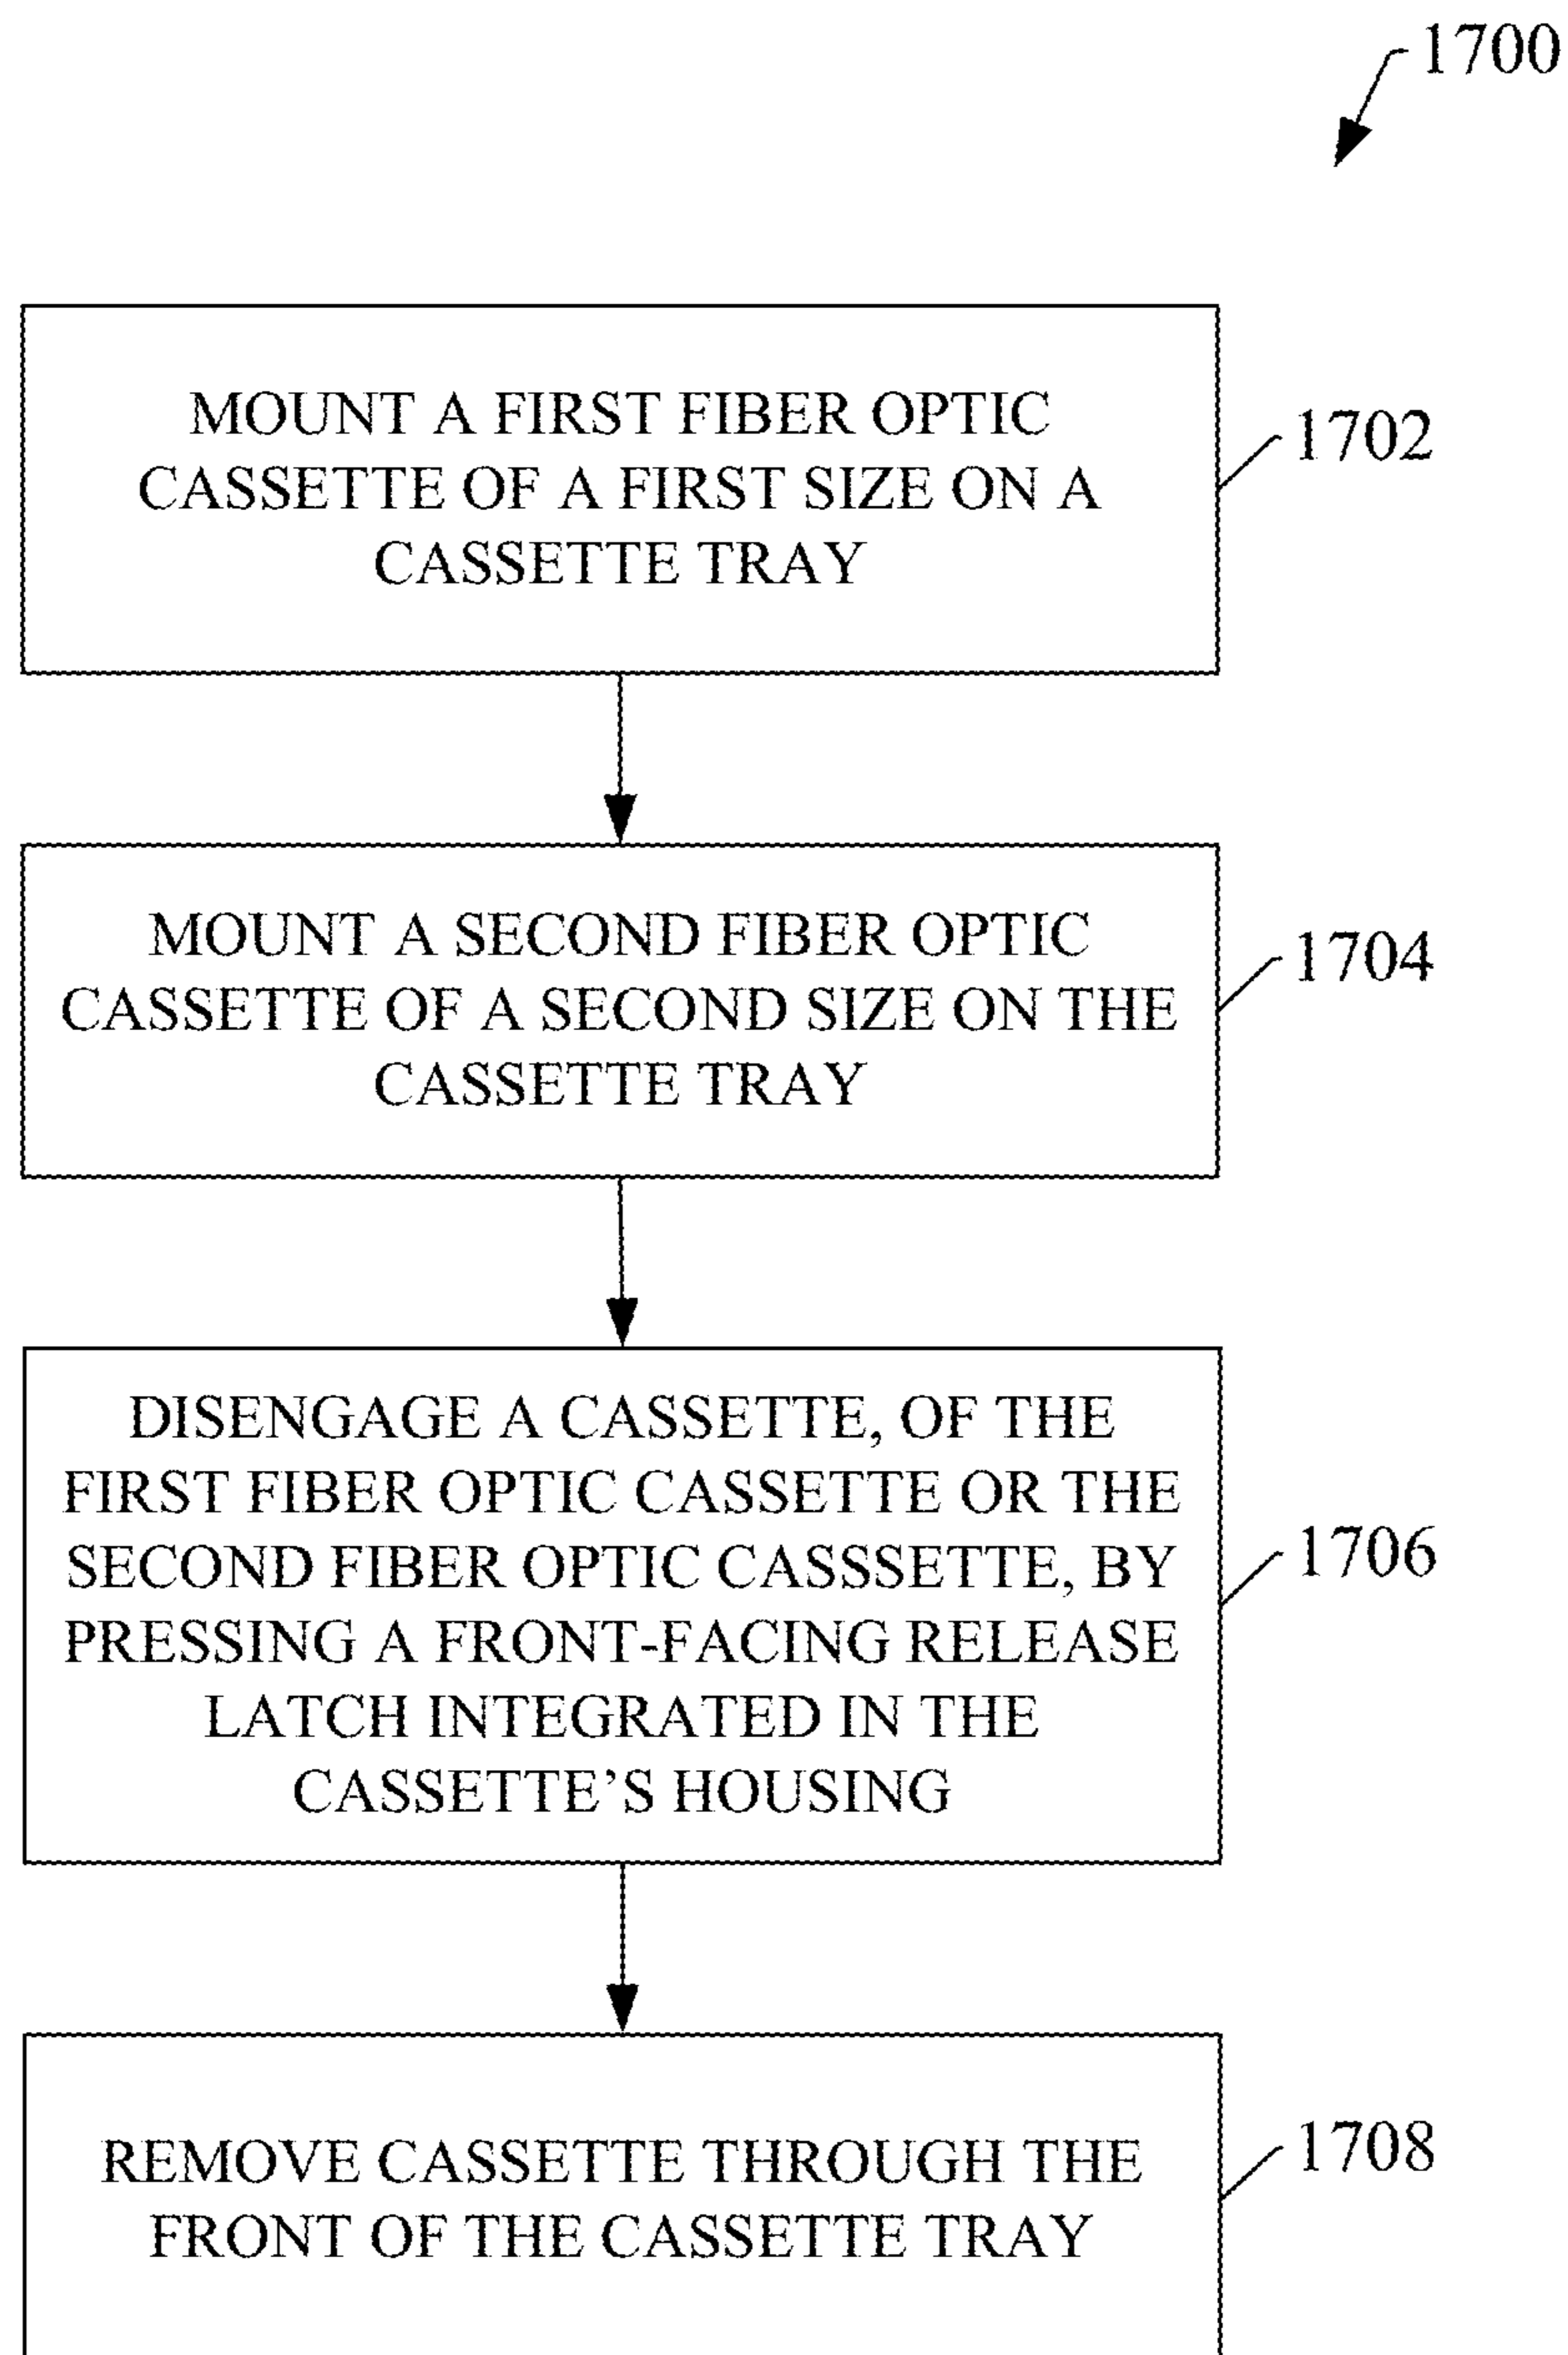 1700
MOUNT A FIRST FIBER OPTIC
CASSETTE OF A FIRST SIZE ON A
CASSETTE TRAY
1702
MOUNT A SECOND FIBER OPTIC
CASSETTE OF A SECOND SIZE ON THE
CASSETTE TRAY
1704
DISENGAGE A CASSETTE, OF THE
FIRST FIBER OPTIC CASSETTE OR THE
SECOND FIBER OPTIC CASSSETTE, BY
PRESSING A FRONT-FACING RELEASE
LATCH INTEGRATED IN THE
CASSETTE’S HOUSING
1706
REMOVE CASSETTE THROUGH THE
FRONT OF THE CASSETTE TRAY
1708